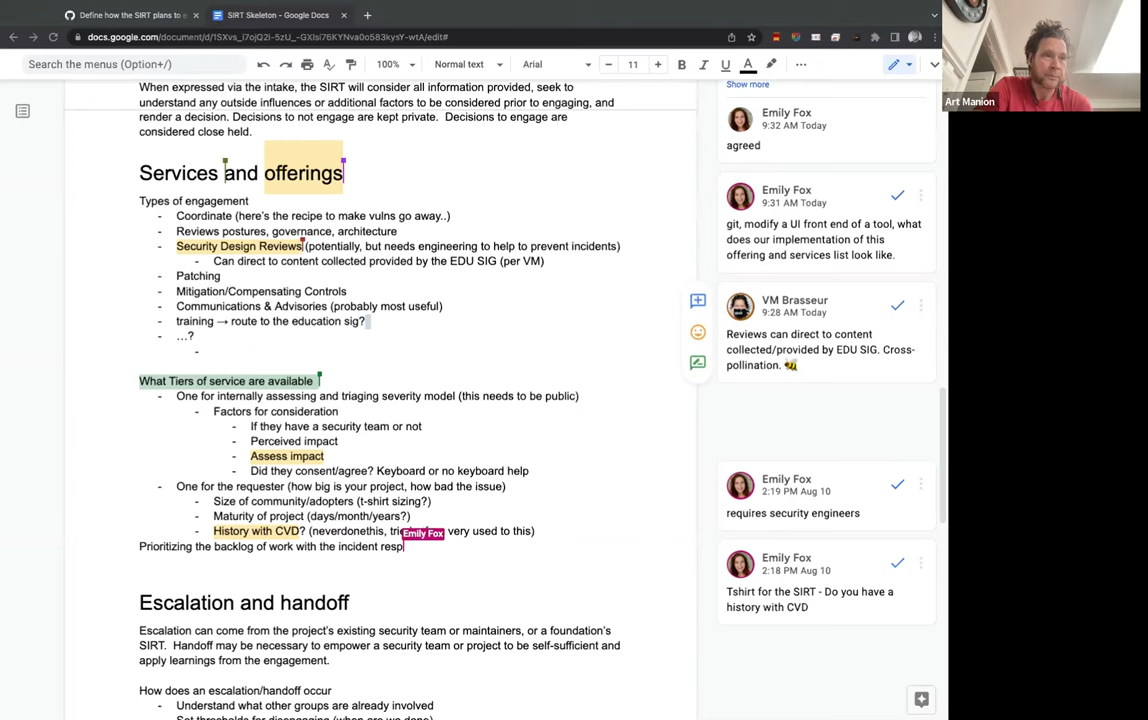 Define how the SIRT plans to e
SIRT Skeleton - Google Docs
docs.google.com/document/d/1SXvs_i7ojQ2i-5zU_-GXlsi76KYNva0o583kysY-wtA/edit#
Search the menus (Option+/)
100%
Normal text
Arial
11
B I U A
When expressed via the intake, the SIRT will consider all information provided, seek to
understand any outside influences or additional factors to be considered prior to engaging, and
render a decision. Decisions to not engage are kept private. Decisions to engage are
considered close held.
Services and offerings
Types of engagement
- Coordinate (here's the recipe to make vulns go away..)
- Reviews postures, governance, architecture
- Security Design Reviews (potentially, but needs engineering to help to prevent incidents)
- Can direct to content collected provided by the EDU SIG (per VM)
- Patching
- Mitigation/Compensating Controls
- Communications & Advisories (probably most useful)
- training → route to the education sig?
- …?
-
What Tiers of service are available
- One for internally assessing and triaging severity model (this needs to be public)
- Factors for consideration
- If they have a security team or not
- Perceived impact
- Assess impact
- Did they consent/agree? Keyboard or no keyboard help
- One for the requester (how big is your project, how bad the issue)
- Size of community/adopters (t-shirt sizing?)
- Maturity of project (days/month/years?)
- History with CVD? (neverdonethis, very used to this)
Emily Fox
Prioritizing the backlog of work with the incident resp
Escalation and handoff
Escalation can come from the project's existing security team or maintainers, or a foundation's
SIRT. Handoff may be necessary to empower a security team or project to be self-sufficient and
apply learnings from the engagement.
How does an escalation/handoff occur
- Understand what other groups are already involved
- Set thresholds for disengaging (when are we done)
Show more
Emily Fox
9:32 AM Today
agreed
Emily Fox
9:31 AM Today
git, modify a UI front end of a tool, what
does our implementation of this
offering and services list look like.
VM Brasseur
9:28 AM Today
Reviews can direct to content
collected/provided by EDU SIG. Cross-
pollination. 🐝
Emily Fox
2:19 PM Aug 10
requires security engineers
Emily Fox
2:18 PM Aug 10
Tshirt for the SIRT - Do you have a
history with CVD
Art Manion